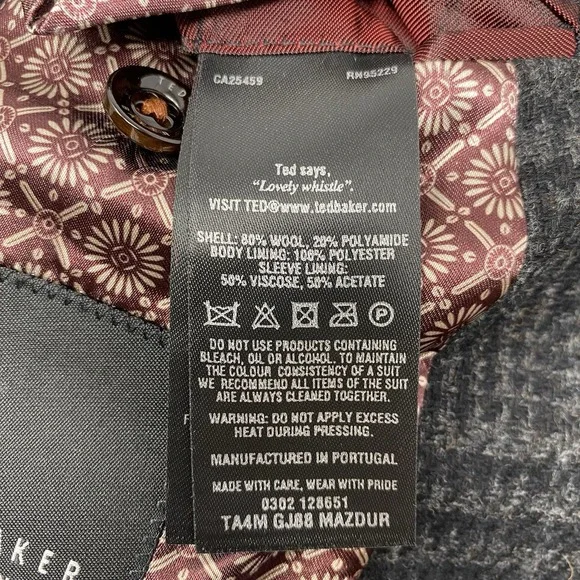 CA25459 RN95229
TED
Ted says,
"Lovely whistle".
VISIT TED@www.tedbaker.com
SHELL: 80% WOOL, 20% POLYAMIDE
BODY LINING: 100% POLYESTER
SLEEVE LINING:
50% VISCOSE, 50% ACETATE
P
DO NOT USE PRODUCTS CONTAINING
BLEACH, OIL OR ALCOHOL. TO MAINTAIN
THE COLOUR CONSISTENCY OF A SUIT
WE RECOMMEND ALL ITEMS OF THE SUIT
ARE ALWAYS CLEANED TOGETHER.
WARNING: DO NOT APPLY EXCESS
HEAT DURING PRESSING.
MANUFACTURED IN PORTUGAL
MADE WITH CARE, WEAR WITH PRIDE
0302 128651
TA4M GJ88 MAZDUR
BAKER